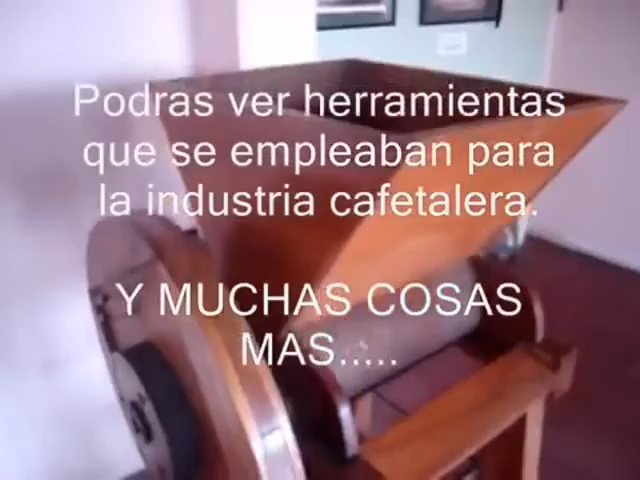 Podras ver herramientas
que se empleaban para
la industria cafetalera.
Y MUCHAS COSAS
MAS.....